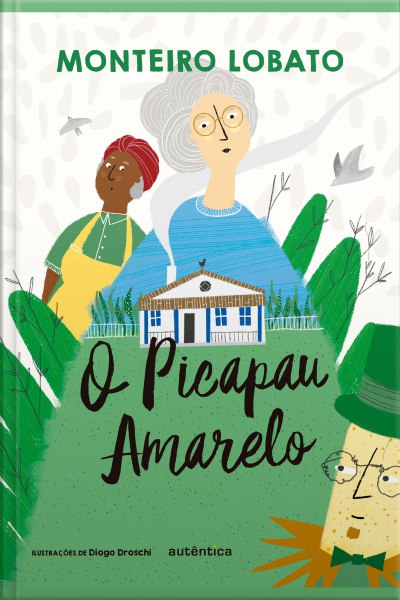 MONTEIRO LOBATO
O Picapau
Amarelo
ILUSTRAÇÕES DE Diogo Droschi
autêntica